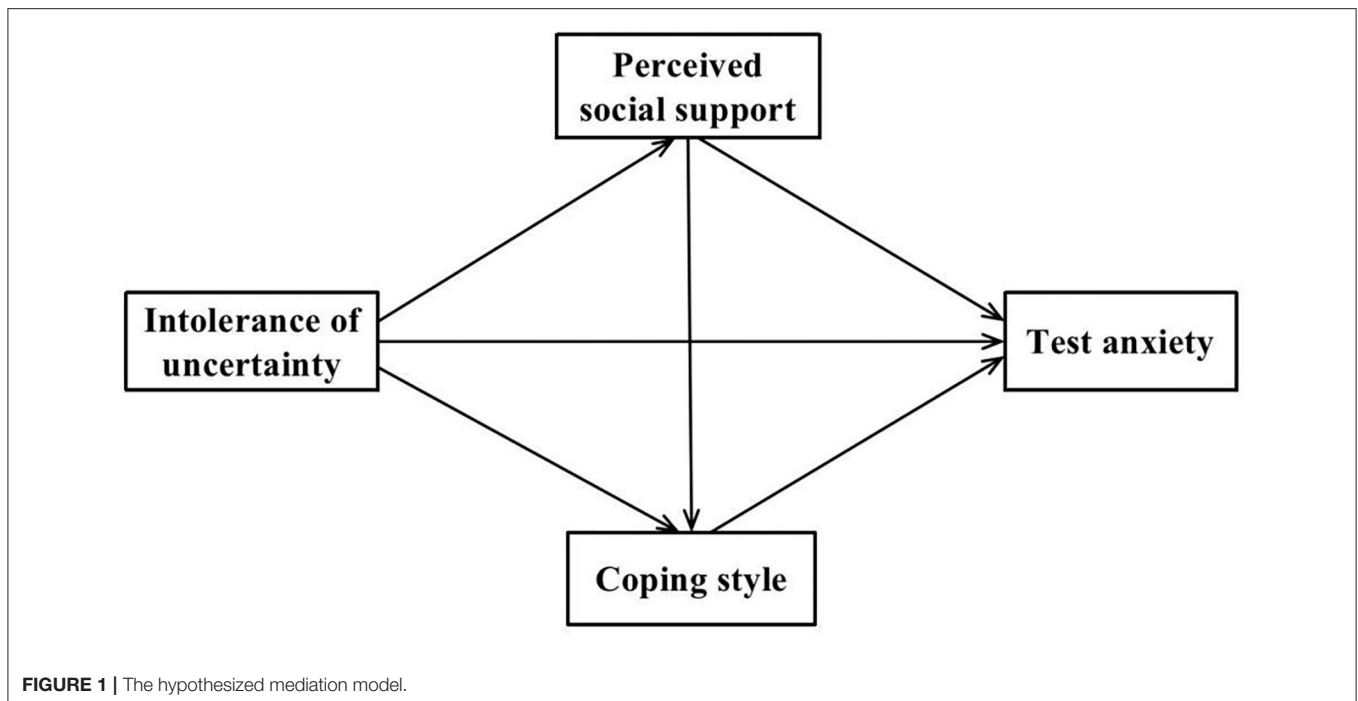 Perceived
social support
Intolerance of
uncertainty
Test anxiety
Coping style
FIGURE 1 | The hypothesized mediation model.